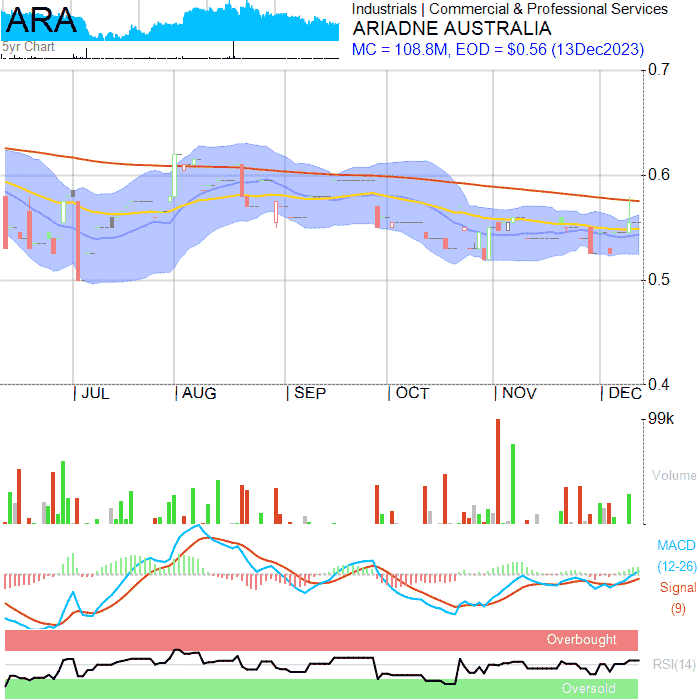 ARA
5yr Chart
Industrials | Commercial & Professional Services
ARIADNE AUSTRALIA
MC = 108.8M, EOD = $0.56 (13Dec2023)
0.7
0.6
0.5
0.4
JUL
AUG
SEP
OCT
NOV
DEC
99k
Volume
MACD
(12-26)
Signal
(9)
Overbought
RSI(14)
Oversold